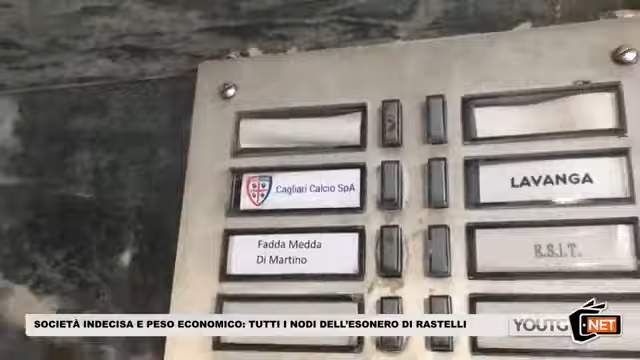 Cagliari Calcio SpA
LAVANGA
Fadda Medda
Di Martino
E.S.I.T.
SOCIETÀ INDECISA E PESO ECONOMICO: TUTTI I NODI DELL'ESONERO DI RASTELLI
YOUTG
.NET